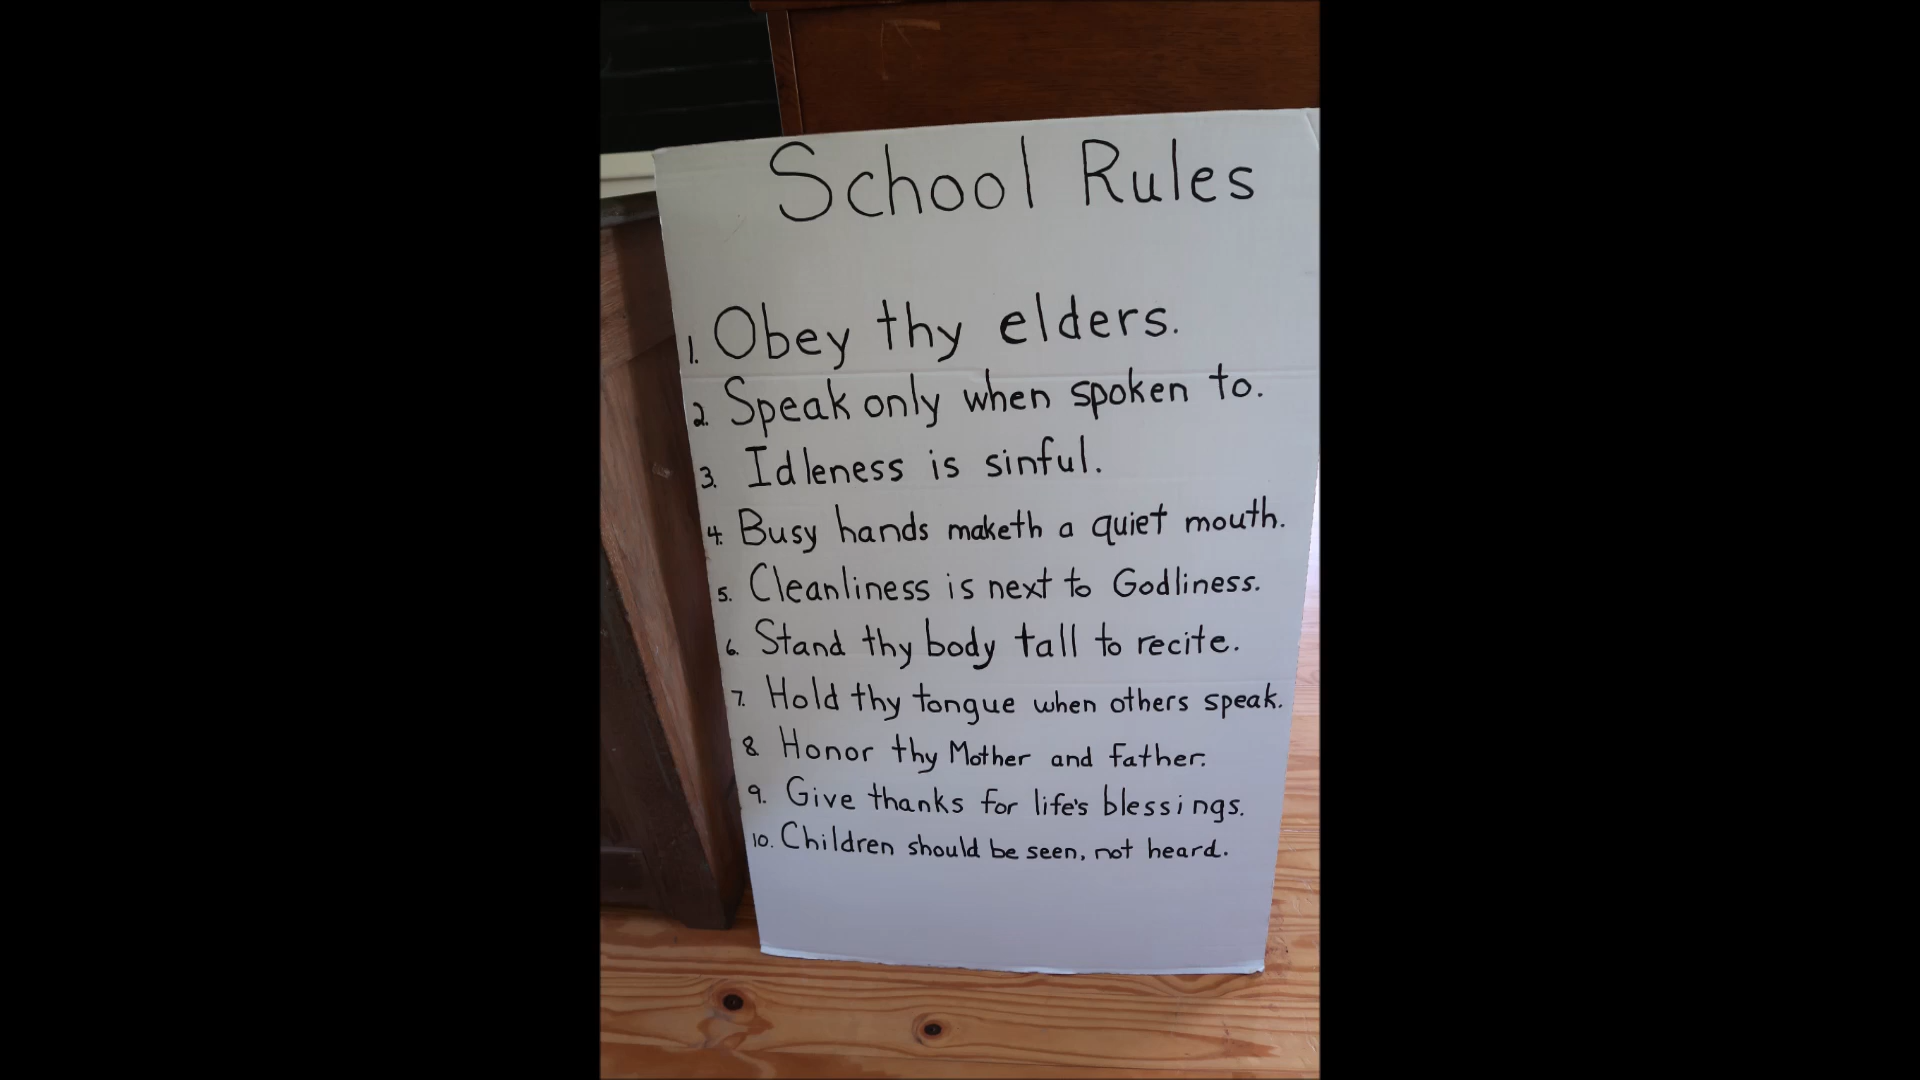 School Rules
1. Obey thy elders.
2. Speak only when spoken to.
3. Idleness is sinful.
4. Busy hands maketh a quiet mouth.
5. Cleanliness is next to Godliness.
6. Stand thy body tall to recite.
7. Hold thy tongue when others speak.
8 Honor thy Mother and father.
9. Give thanks for life's blessings.
10. Children should be seen, not heard.